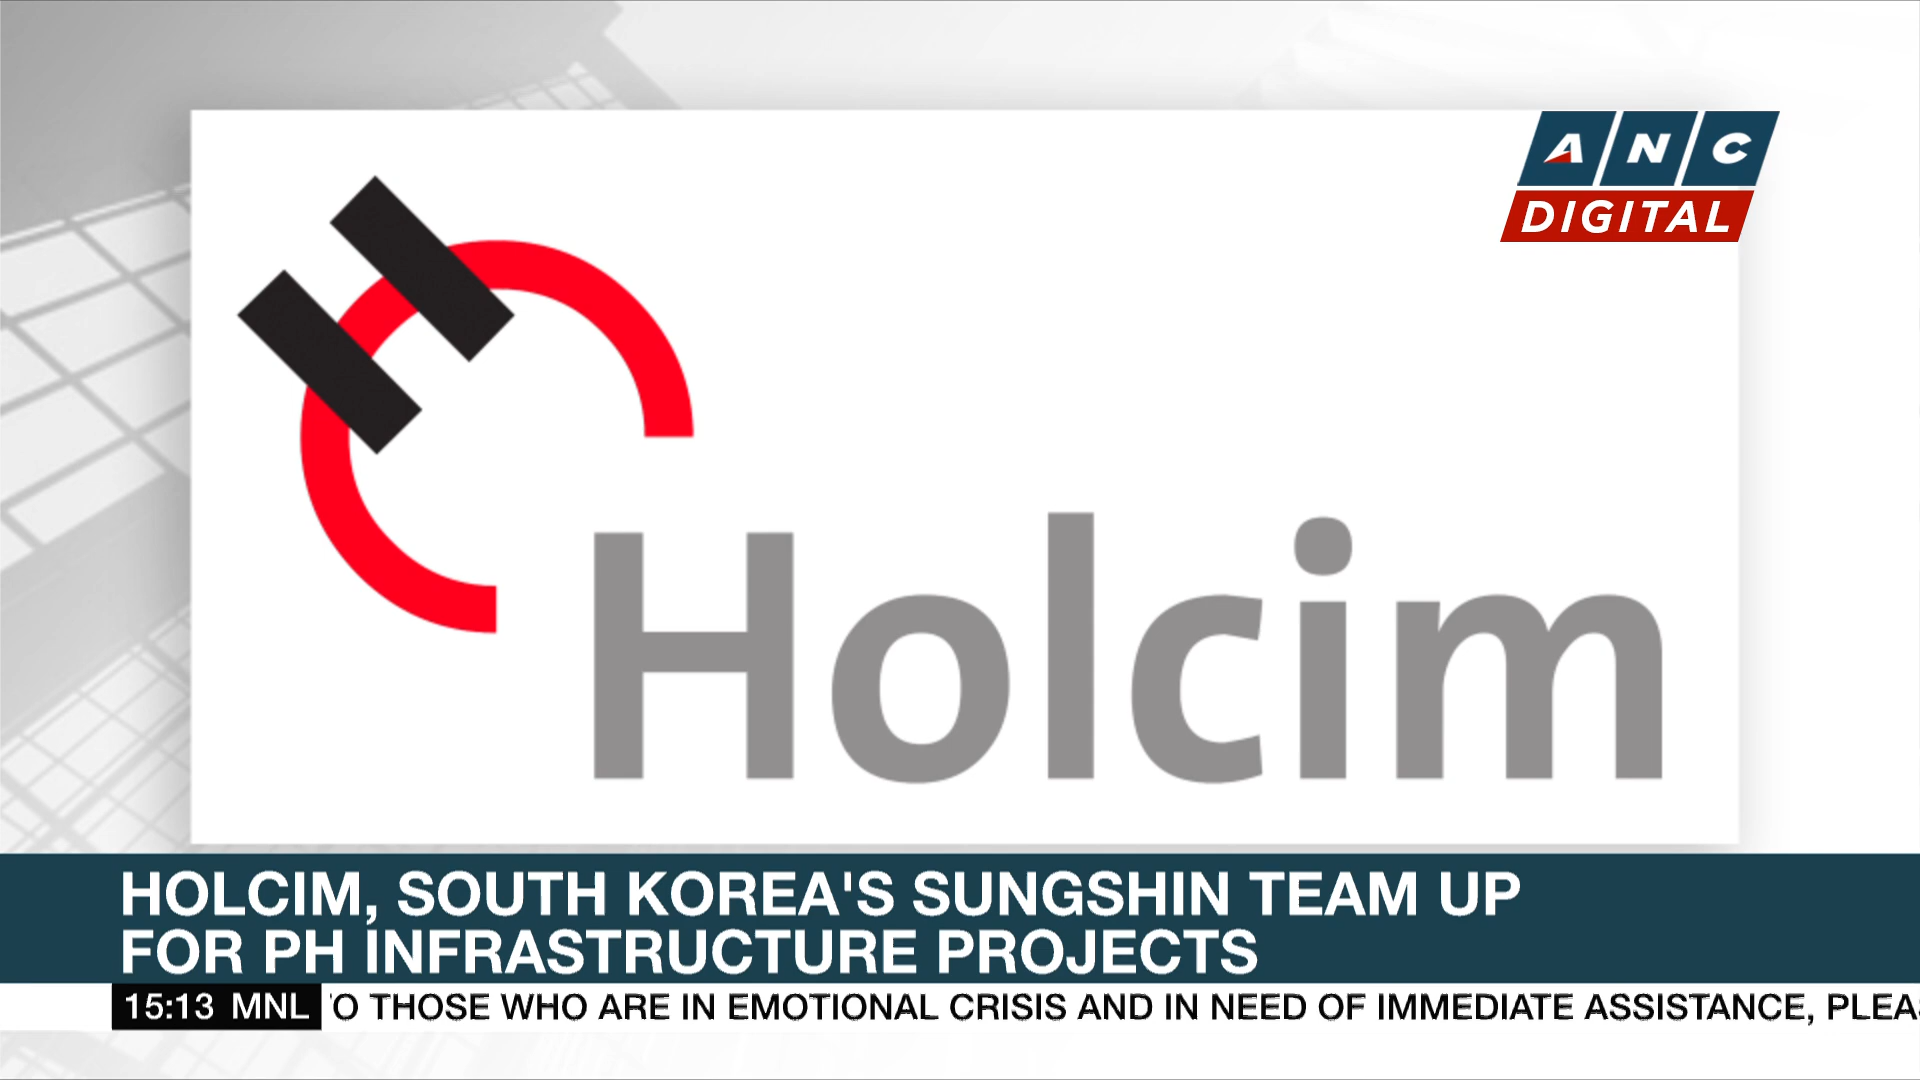 ANC
DIGITAL
Holcim
HOLCIM, SOUTH KOREA'S SUNGSHIN TEAM UP
FOR PH INFRASTRUCTURE PROJECTS
15:13 MNL
THOSE WHO ARE IN EMOTIONAL CRISIS AND IN NEED OF IMMEDIATE ASSISTANCE,